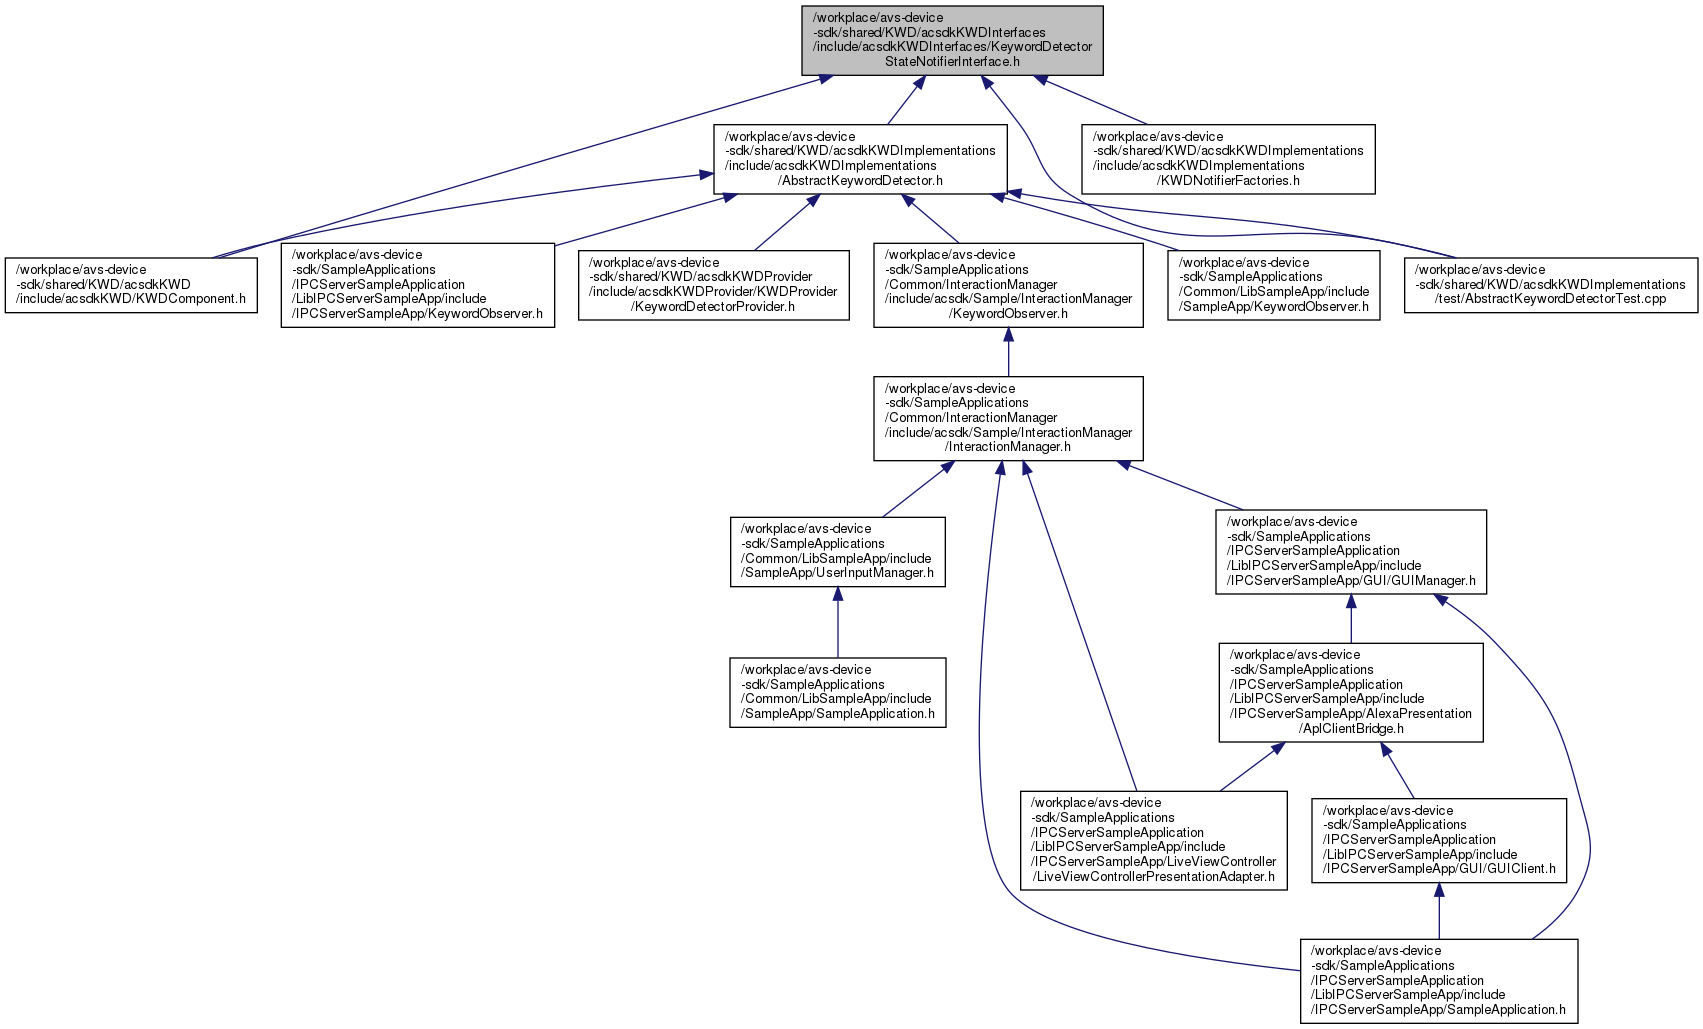 /workplace/avs-device
-sdk/shared/KWD/acsdkKWDInterfaces
/include/acsdkKWDInterfaces/KeywordDetector
StateNotifierInterface.h
/workplace/avs-device
-sdk/shared/KWD/acsdkKWDImplementations
/include/acsdkKWDImplementations
/AbstractKeywordDetector.h
/workplace/avs-device
-sdk/shared/KWD/acsdkKWDImplementations
/include/acsdkKWDImplementations
/KWDNotifierFactories.h
/workplace/avs-device
-sdk/shared/KWD/acsdkKWD
/include/acsdkKWD/KWDComponent.h
/workplace/avs-device
-sdk/SampleApplications
/IPCServerSampleApplication
/LibIPCServerSampleApp/include
/IPCServerSampleApp/KeywordObserver.h
/workplace/avs-device
-sdk/shared/KWD/acsdkKWDProvider
/include/acsdkKWDProvider/KWDProvider
/KeywordDetectorProvider.h
/workplace/avs-device
-sdk/SampleApplications
/Common/InteractionManager
/include/acsdk/Sample/InteractionManager
/KeywordObserver.h
/workplace/avs-device
-sdk/SampleApplications
/Common/LibSampleApp/include
/SampleApp/KeywordObserver.h
/workplace/avs-device
-sdk/shared/KWD/acsdkKWDImplementations
/test/AbstractKeywordDetectorTest.cpp
/workplace/avs-device
-sdk/SampleApplications
/Common/InteractionManager
/include/acsdk/Sample/InteractionManager
/InteractionManager.h
/workplace/avs-device
-sdk/SampleApplications
/Common/LibSampleApp/include
/SampleApp/UserInputManager.h
/workplace/avs-device
-sdk/SampleApplications
/IPCServerSampleApplication
/LibIPCServerSampleApp/include
/IPCServerSampleApp/GUI/GUIManager.h
/workplace/avs-device
-sdk/SampleApplications
/Common/LibSampleApp/include
/SampleApp/SampleApplication.h
/workplace/avs-device
-sdk/SampleApplications
/IPCServerSampleApplication
/LibIPCServerSampleApp/include
/IPCServerSampleApp/AlexaPresentation
/AplClientBridge.h
/workplace/avs-device
-sdk/SampleApplications
/IPCServerSampleApplication
/LibIPCServerSampleApp/include
/IPCServerSampleApp/LiveViewController
/LiveViewControllerPresentationAdapter.h
/workplace/avs-device
-sdk/SampleApplications
/IPCServerSampleApplication
/LibIPCServerSampleApp/include
/IPCServerSampleApp/GUI/GUIClient.h
/workplace/avs-device
-sdk/SampleApplications
/IPCServerSampleApplication
/LibIPCServerSampleApp/include
/IPCServerSampleApp/SampleApplication.h